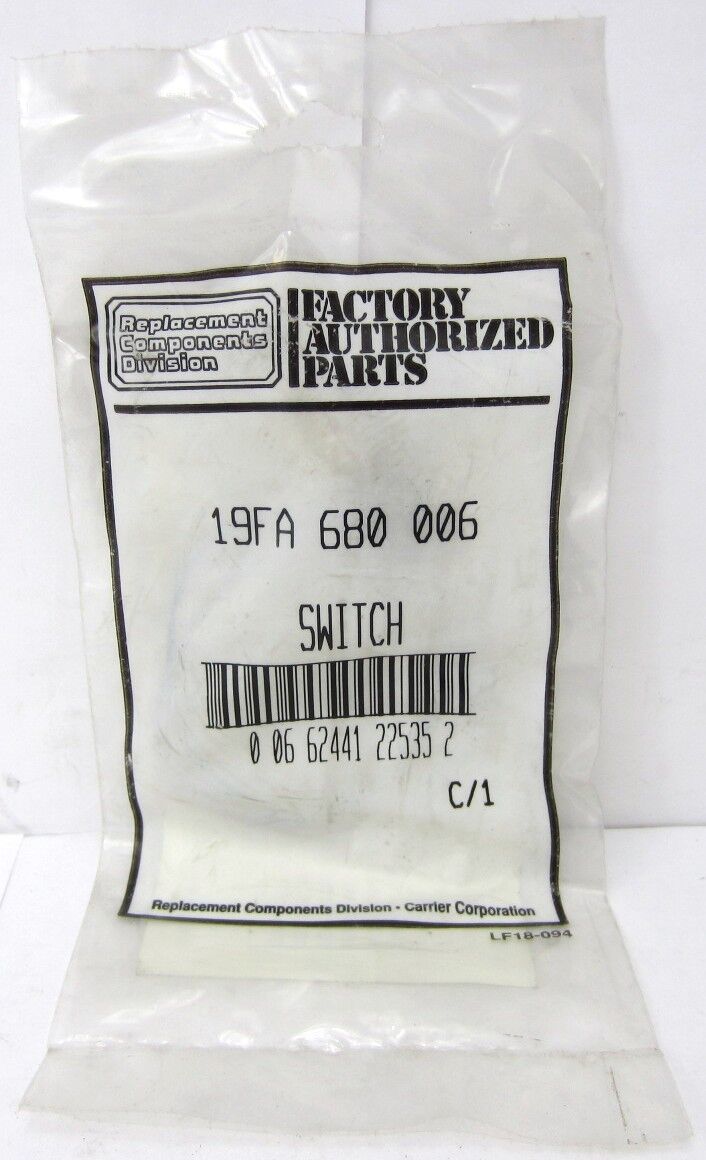 Replacement
Components
Division
FACTORY
AUTHORIZED
PARTS
19FA 680 006
SWITCH
0 06 62441 22535 2
C/1
Replacement Components Division - Carrier Corporation
LF18-094